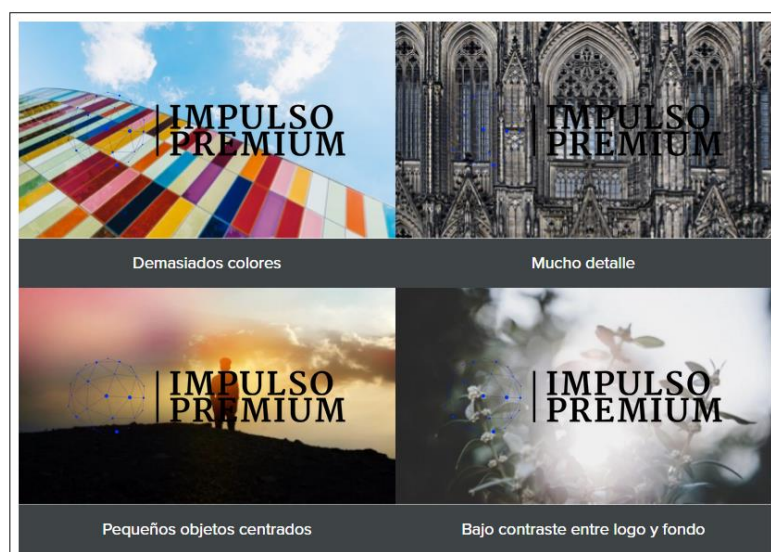 IMPULSO
PREMIUM
IMPULSO
PREMIUM
Demasiados colores
Mucho detalle
IMPULSO
PREMIUM
IMPULSO
PREMIUM
Pequeños objetos centrados
Bajo contraste entre logo y fondo